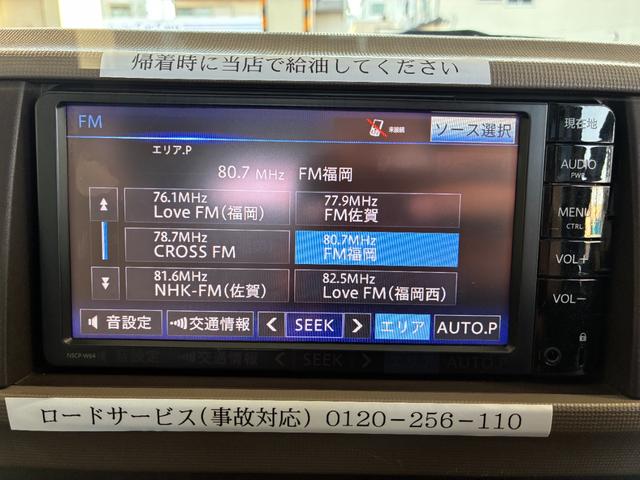 帰着時に当店で給油してください
FM
未接続
ソース選択
現在地
エリア.P
AUDIO
PWR
80.7 MHz FM福岡
76.1MHz
Love FM(福岡)
77.9MHz
FM佐賀
MENU
CTRL
78.7MHz
CROSS FM
80.7MHz
FM福岡
VOL+
81.6MHz
NHK-FM(佐賀)
82.5MHz
Love FM(福岡西)
VOL−
音設定
交通情報
SEEK
エリア
AUTO.P
NSCP-W64
ロードサービス(事故対応) 0120−256−110